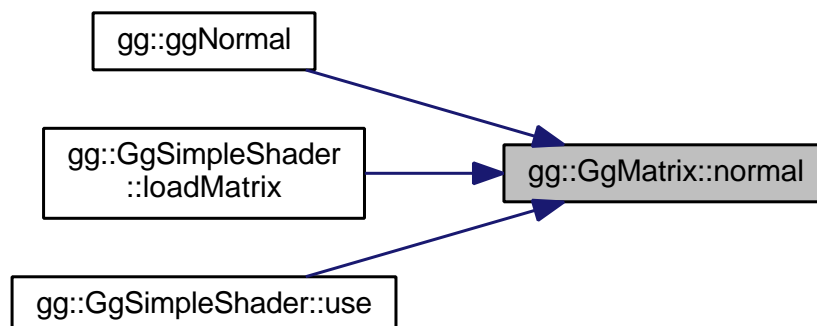 gg::ggNormal
gg::GgSimpleShader
::loadMatrix
gg::GgMatrix::normal
gg::GgSimpleShader::use